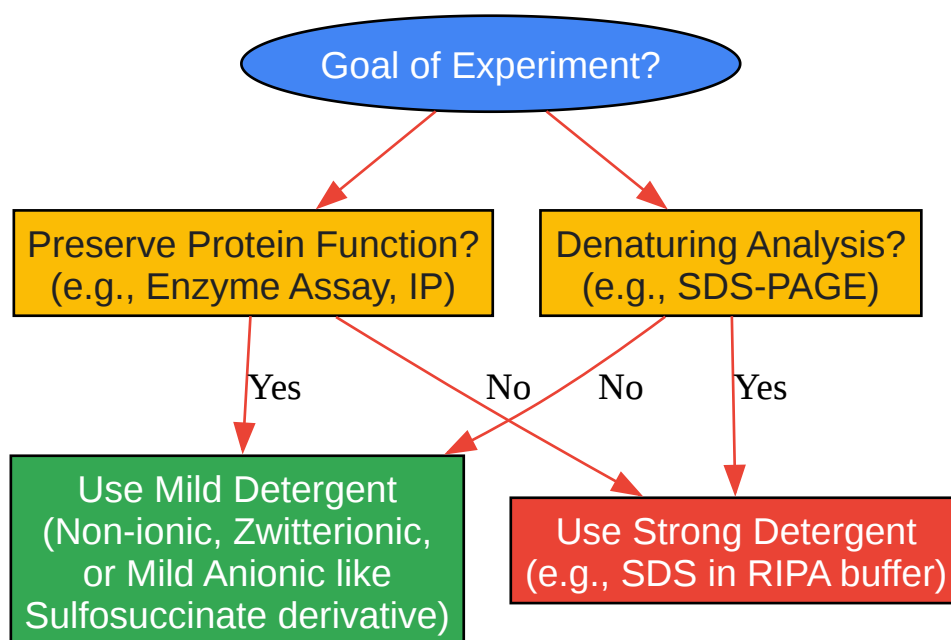 Goal of Experiment?
Preserve Protein Function?
(e.g., Enzyme Assay, IP)
Denaturing Analysis?
(e.g., SDS-PAGE)
Yes
No
No
Yes
Use Mild Detergent
(Non-ionic, Zwitterionic,
or Mild Anionic like
Sulfosuccinate derivative)
Use Strong Detergent
(e.g., SDS in RIPA buffer)